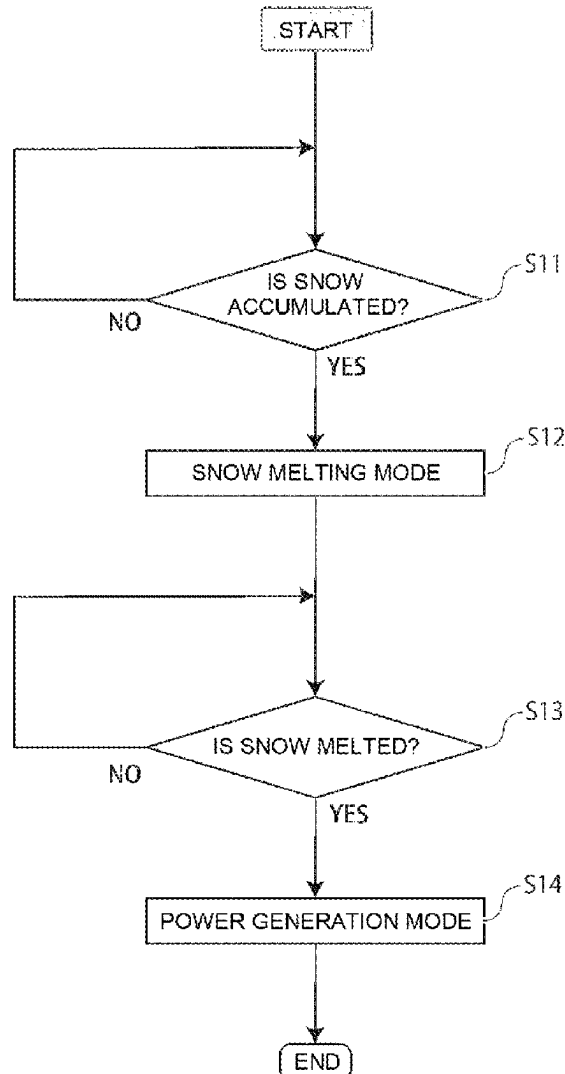 START
IS SNOW
ACCUMULATED?
S11
NO
YES
SNOW MELTING MODE
S12
IS SNOW MELTED?
S13
NO
YES
POWER GENERATION MODE
S14
END